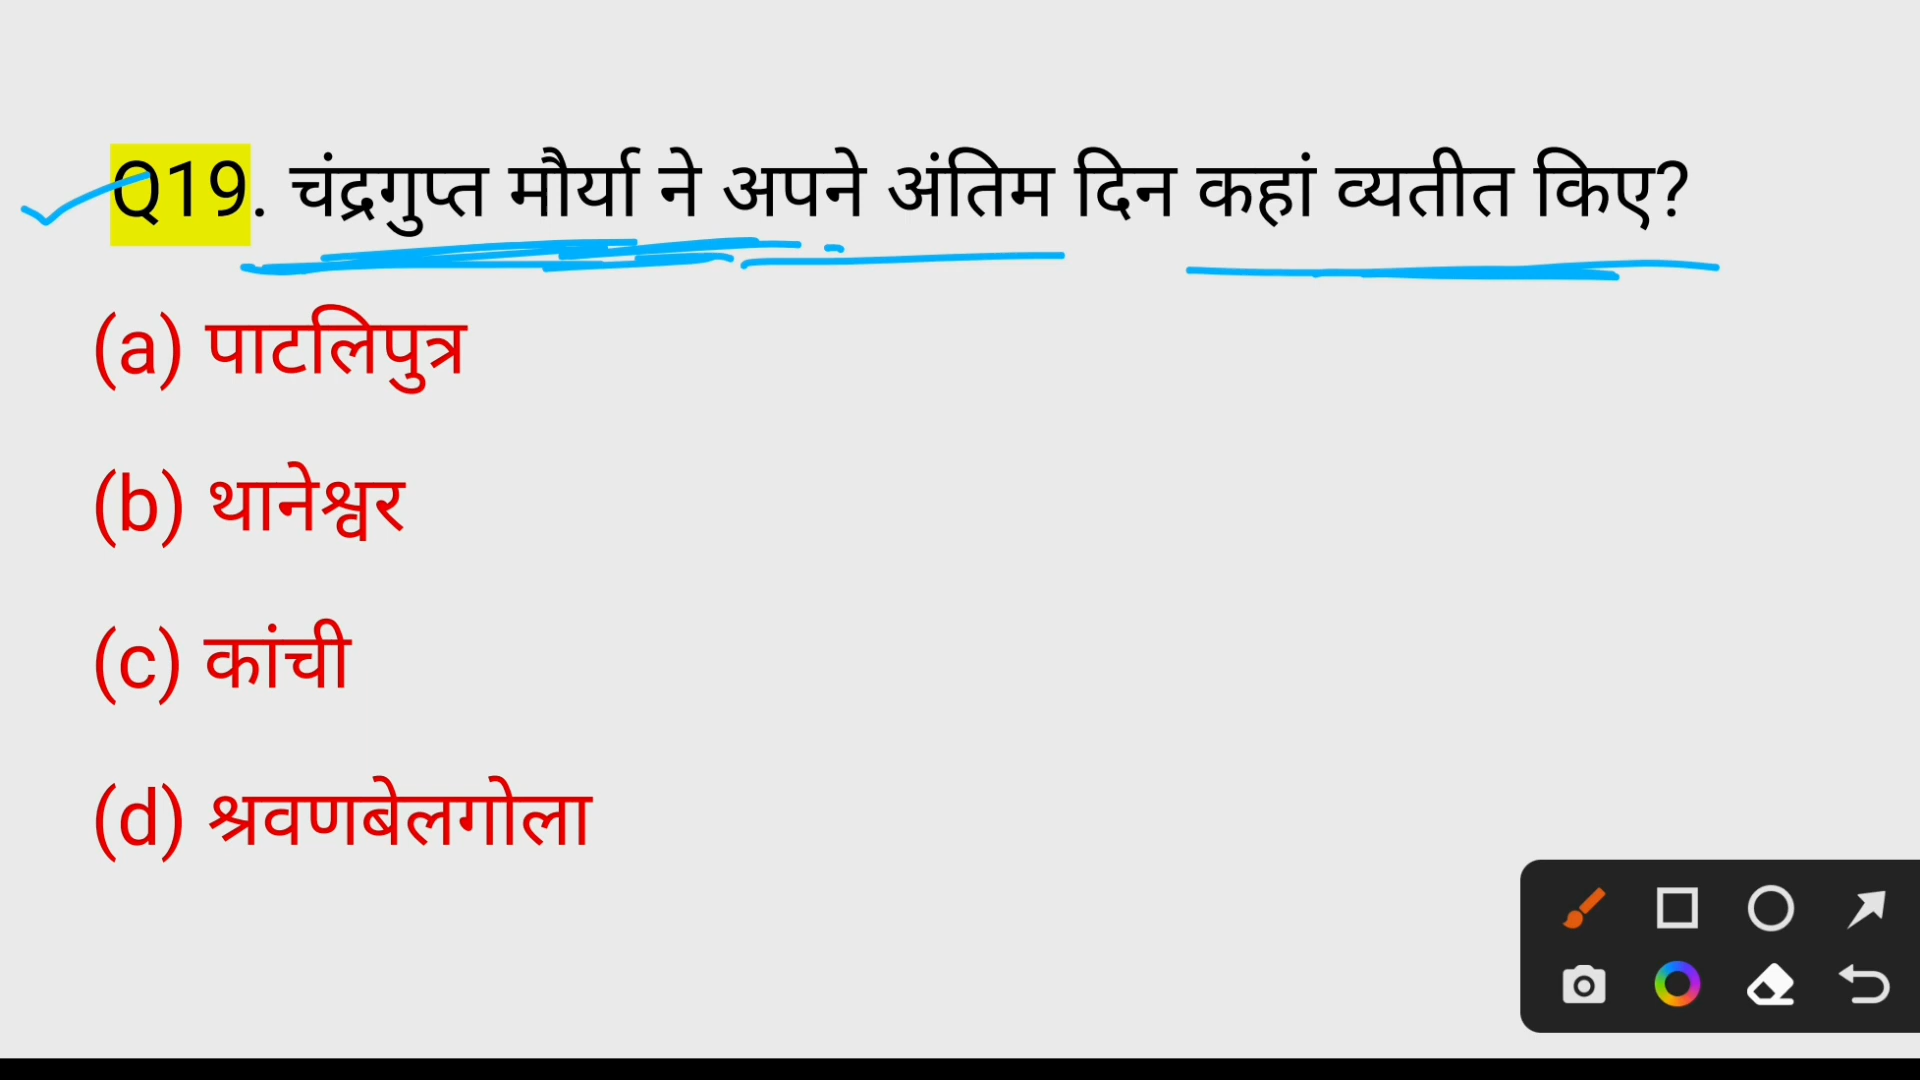 Q19. चंद्रगुप्त मौर्या ने अपने अंतिम दिन कहां व्यतीत किए?
(a) पाटलिपुत्र
(b) थानेश्वर
(c) कांची
(d) श्रवणबेलगोला